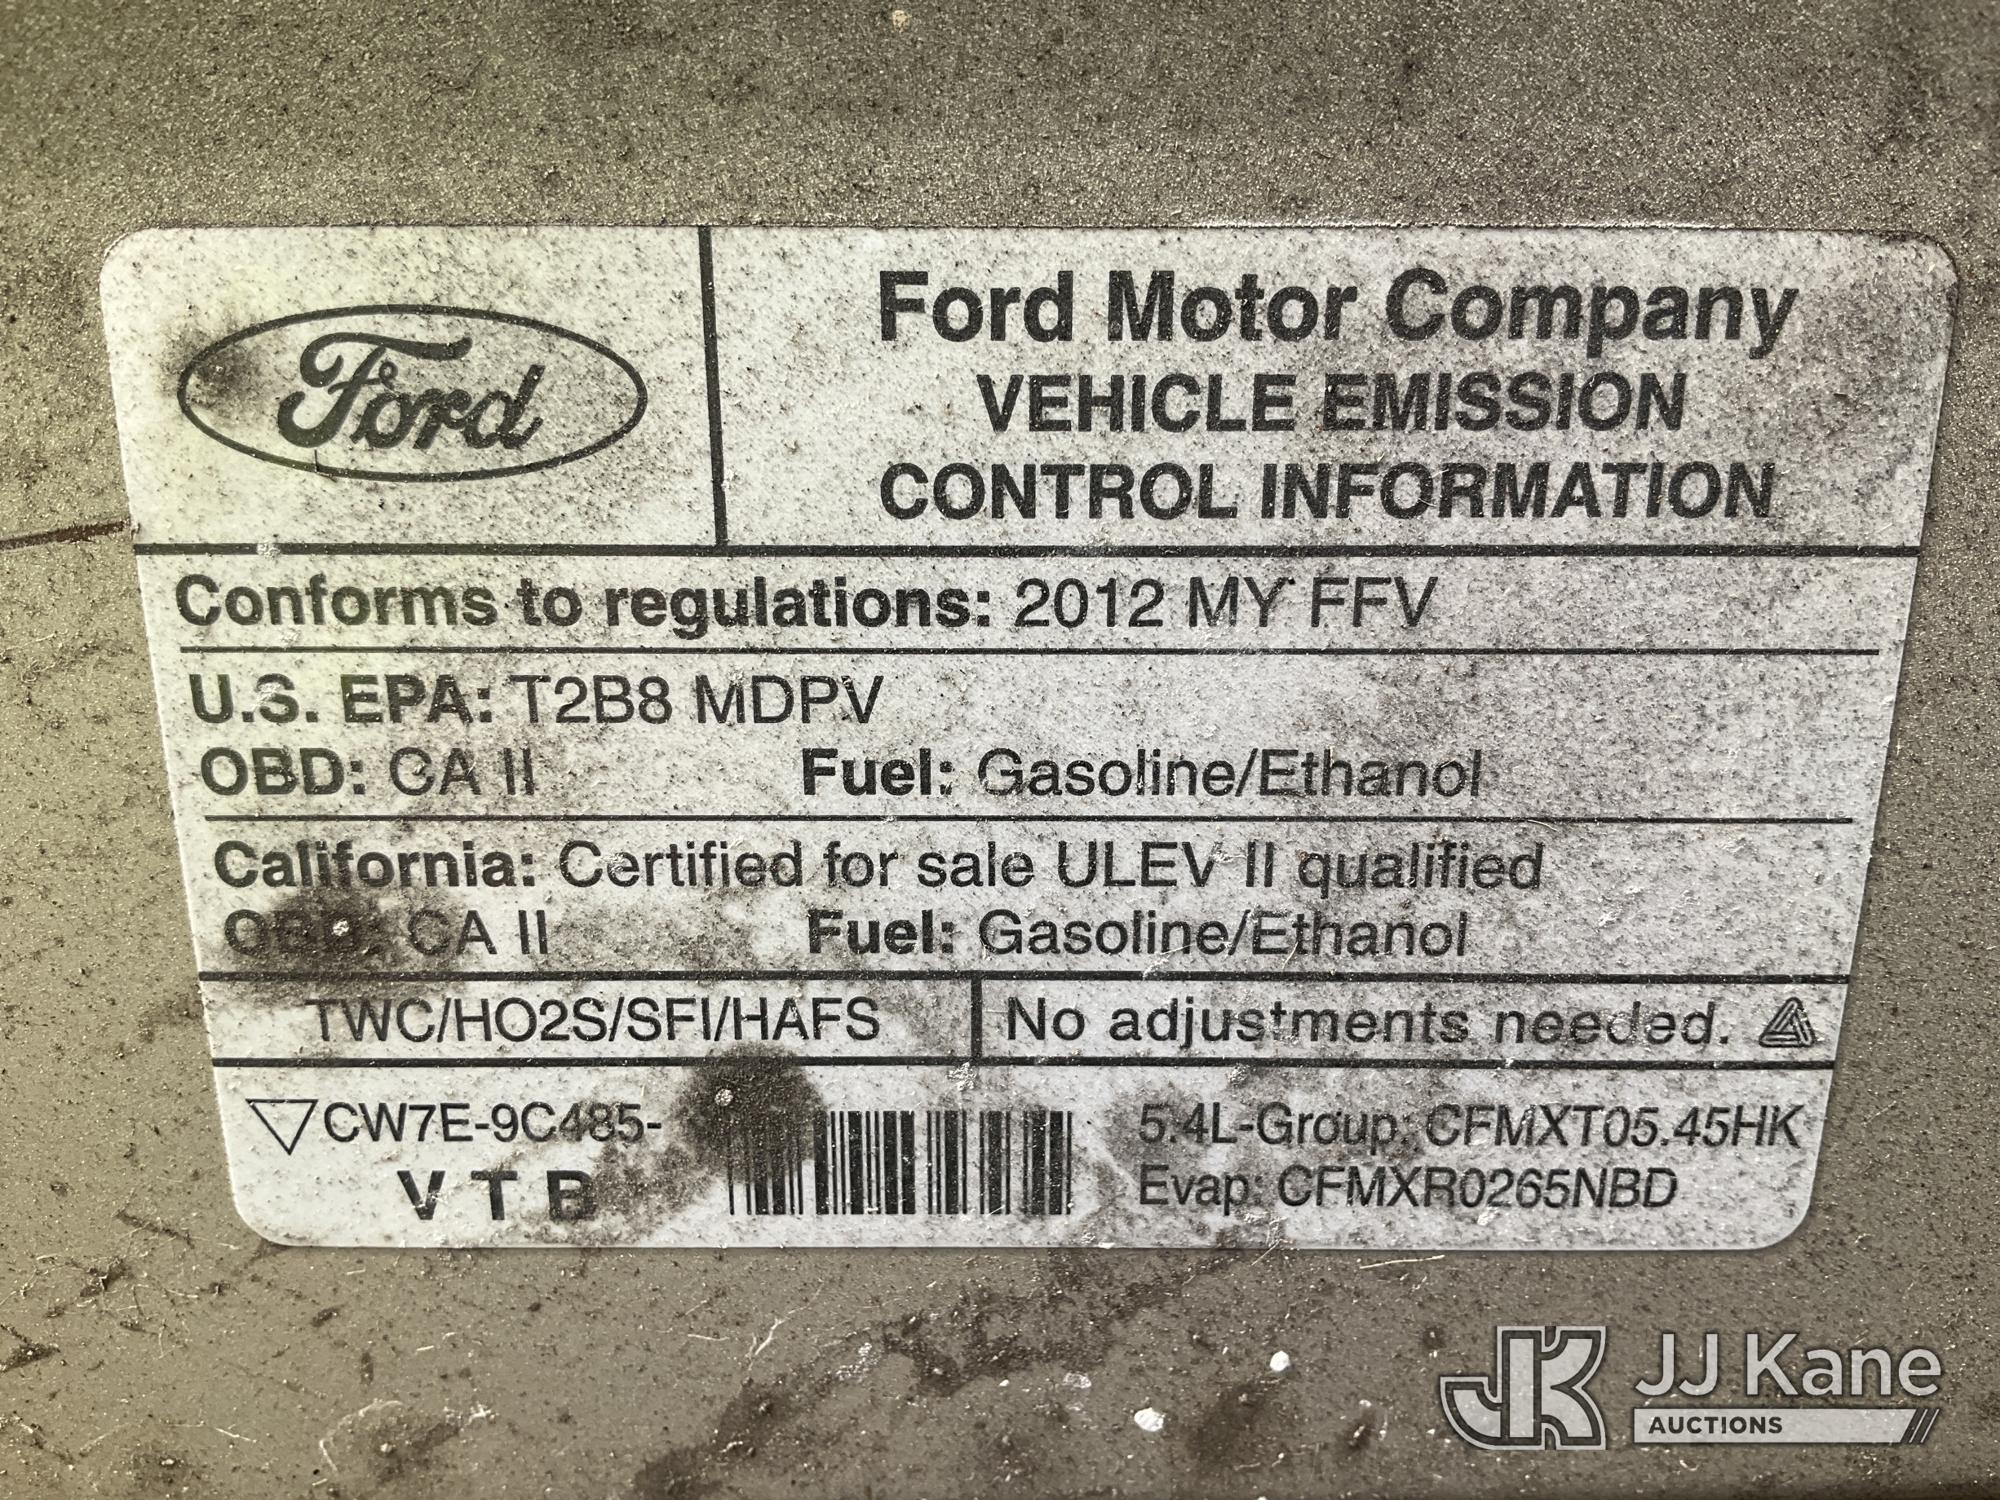 Ford
Ford Motor Company
VEHICLE EMISSION
CONTROL INFORMATION
Conforms to regulations: 2012 MY FFV
U.S. EPA: T2B8 MDPV
OBD: CA II Fuel: Gasoline/Ethanol
California: Certified for sale ULEV II qualified
OBD: CA II Fuel: Gasoline/Ethanol
TWC/HO2S/SFI/HAFS No adjustments needed.
CW7E-9C485-
V T B
5.4L-Group: CFMXT05.45HK
Evap: CFMXR0265NBD
JK JJ Kane
AUCTIONS